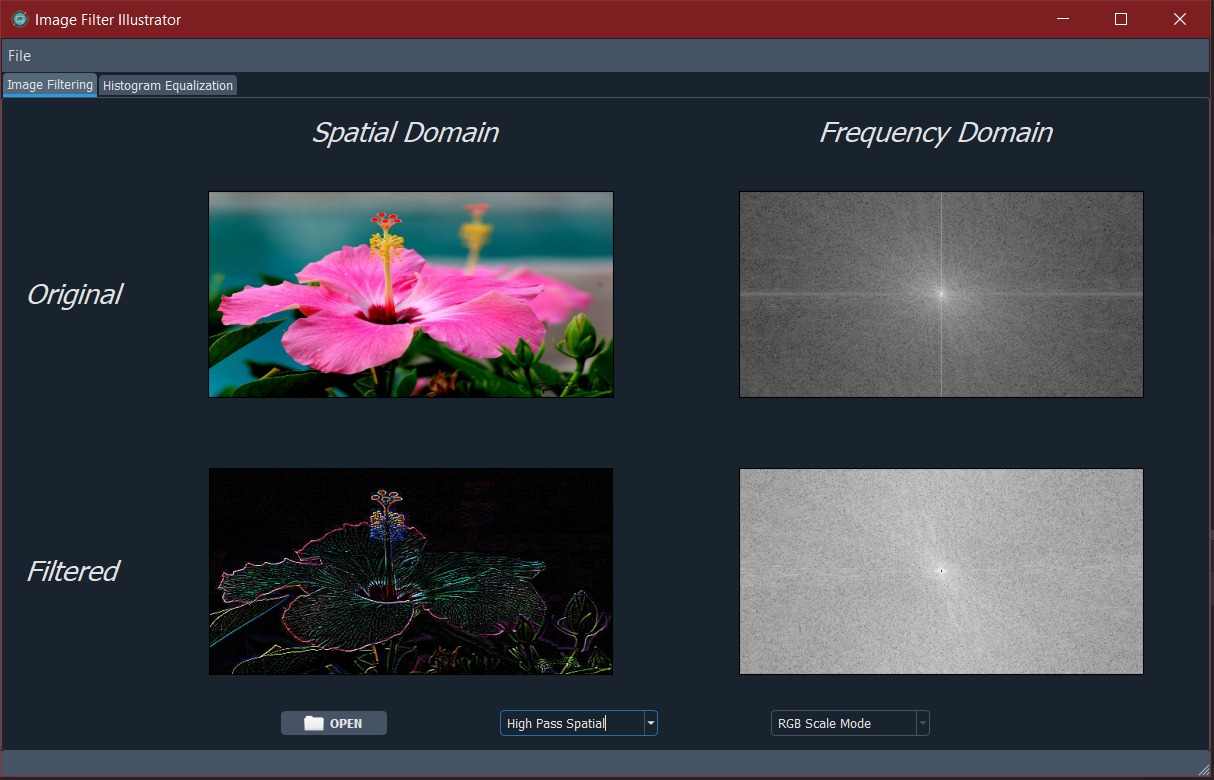 Image Filter Illustrator
File
Image Filtering
Histogram Equalization
Spatial Domain
Frequency Domain
Original
Filtered
OPEN
High Pass Spatial
RGB Scale Mode